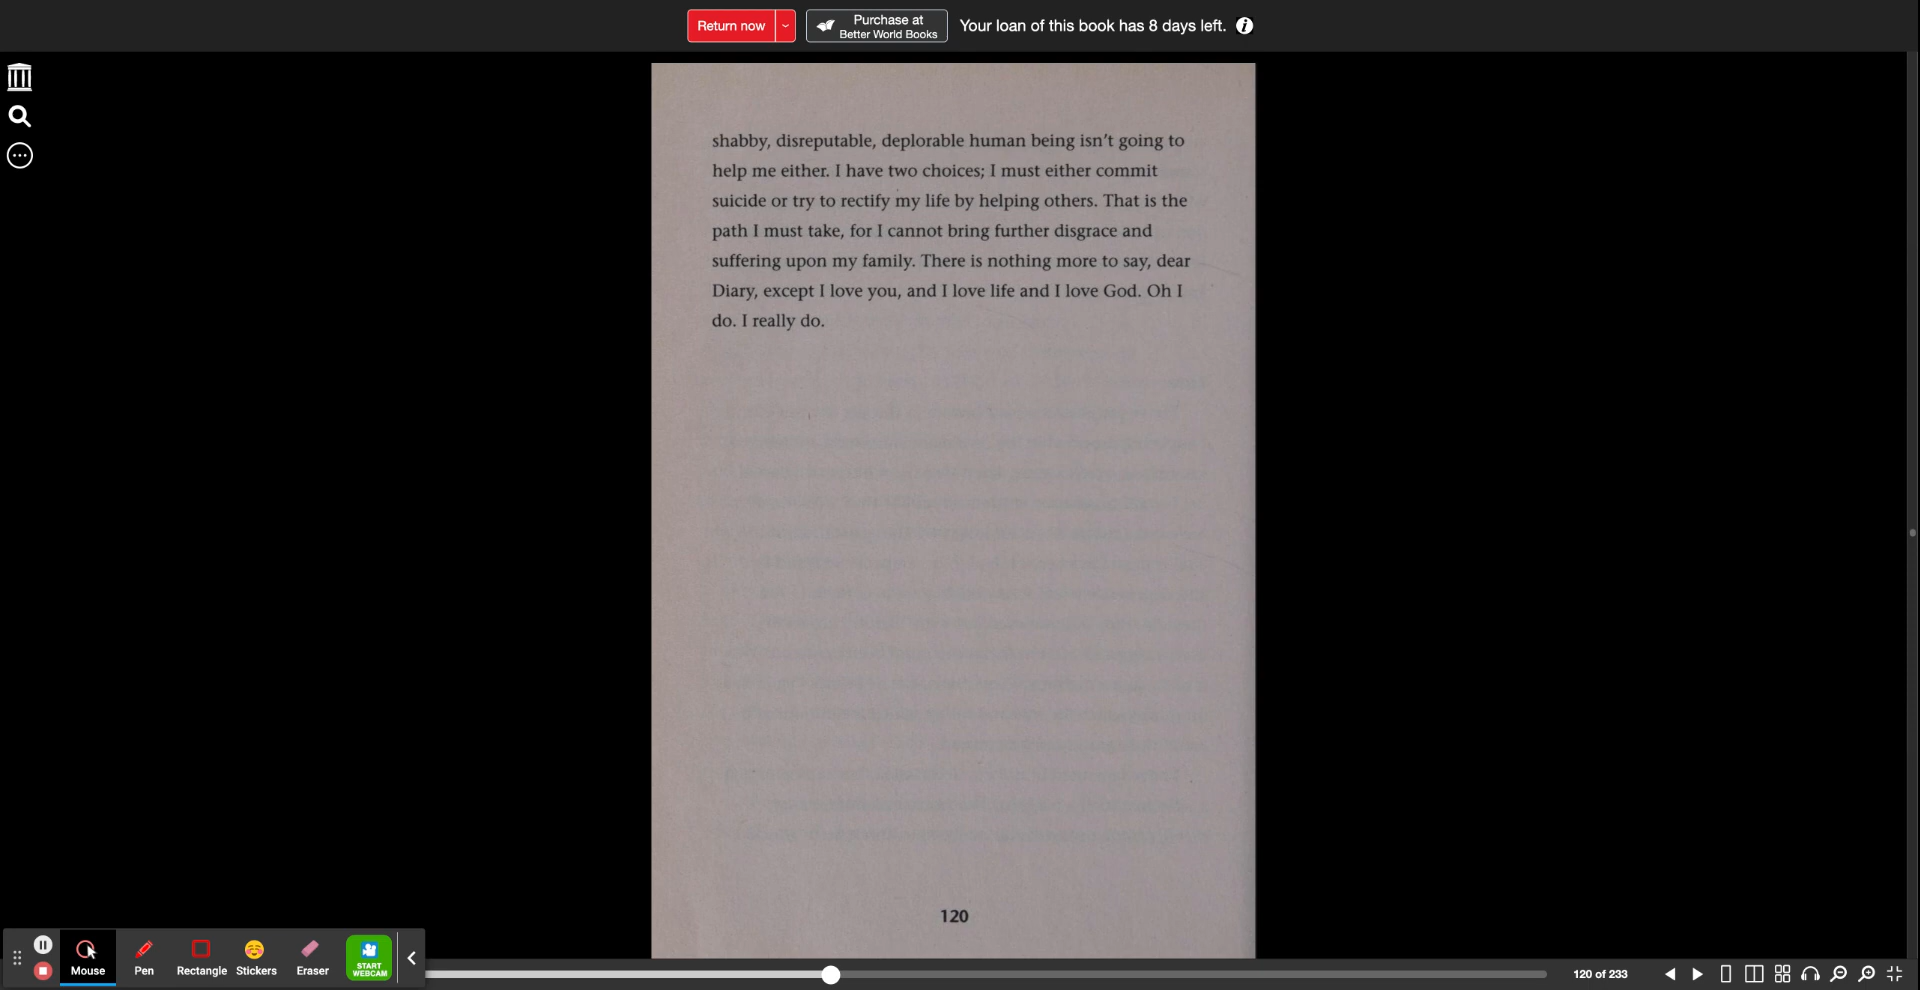 Return now
Purchase at
Better World Books
Your loan of this book has 8 days left.
shabby, disreputable, deplorable human being isn't going to
help me either. I have two choices; I must either commit
suicide or try to rectify my life by helping others. That is the
path I must take, for I cannot bring further disgrace and
suffering upon my family. There is nothing more to say, dear
Diary, except I love you, and I love life and I love God. Oh I
do. I really do.
120
Mouse
Pen
Rectangle
Stickers
Eraser
START
WEBCAM
120 of 233